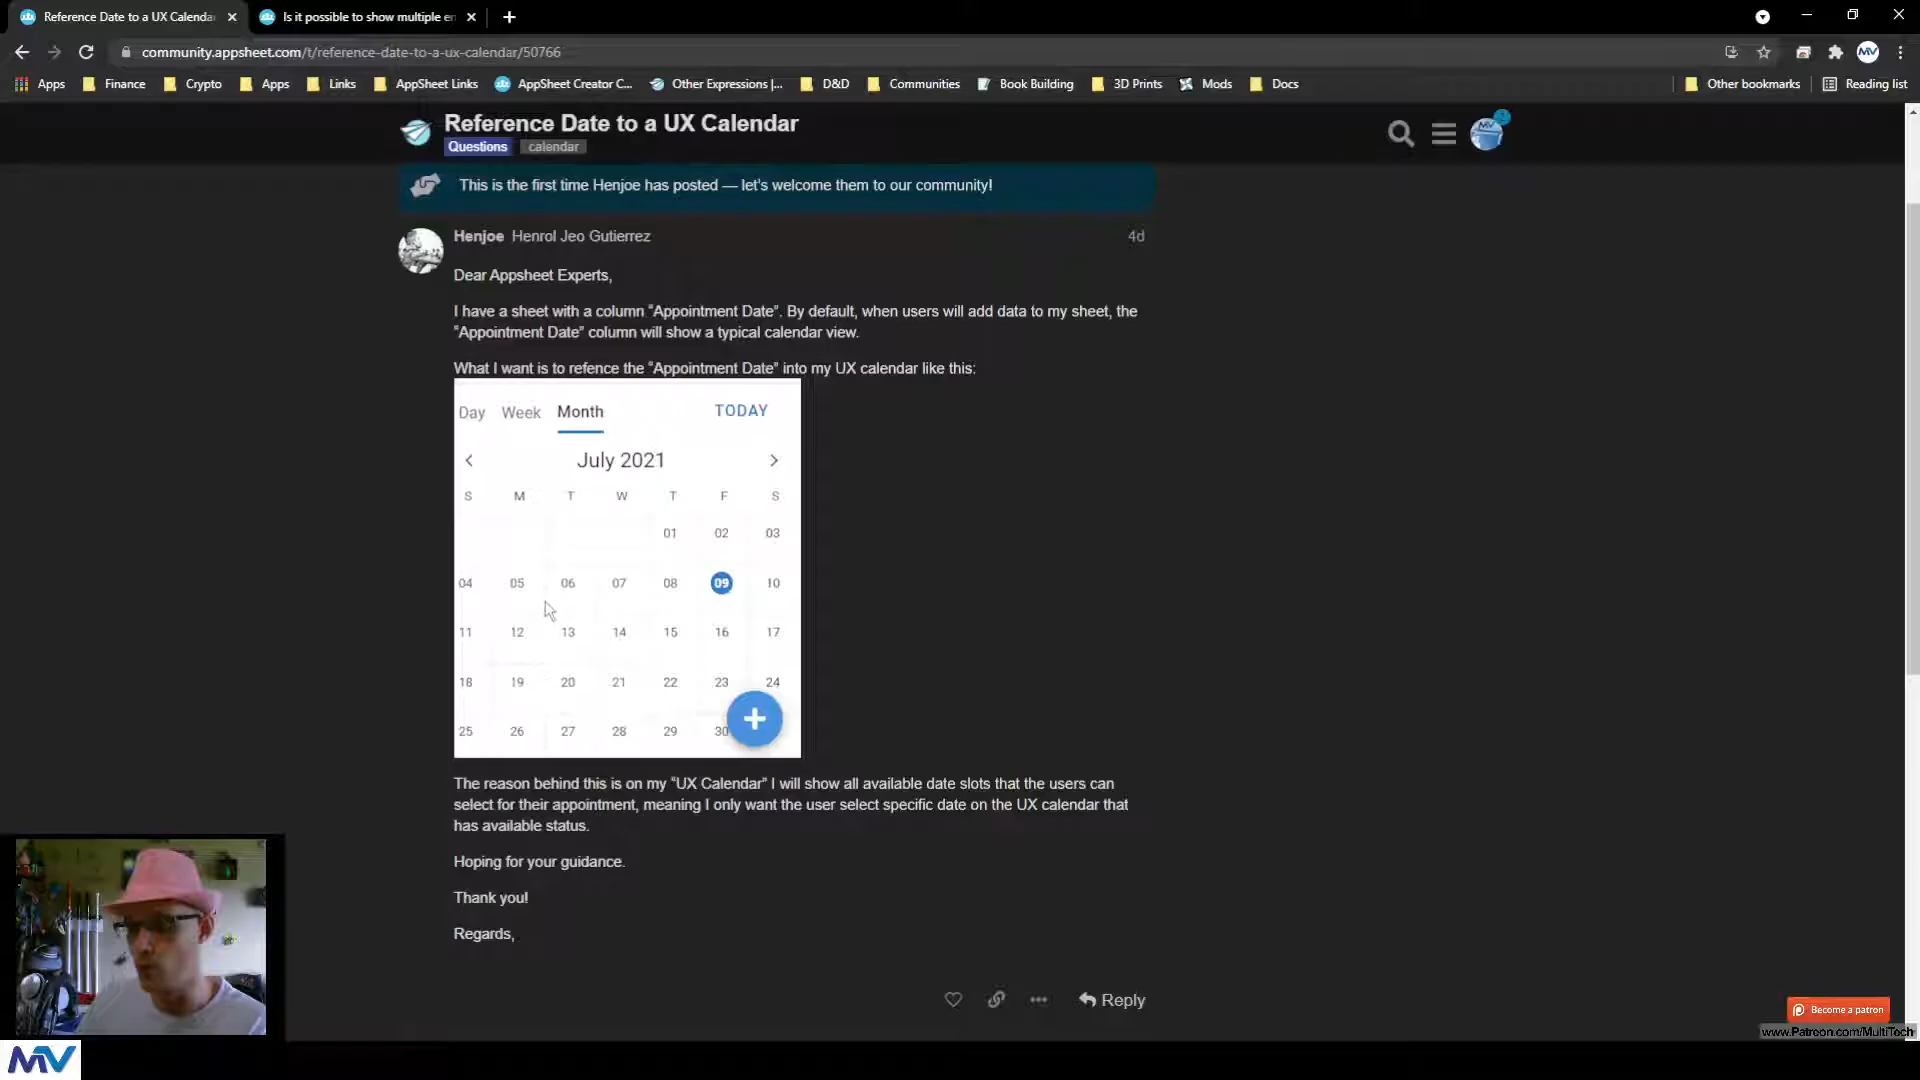 Reference Date to a UX Calenda
Is it possible to show multiple en
community.appsheet.com/t/reference-date-to-a-ux-calendar/50766
MV
Apps
Finance
Crypto
Apps
Links
AppSheet Links
AppSheet Creator C...
Other Expressions |...
D&D
Communities
Book Building
3D Prints
Mods
Docs
Other bookmarks
Reading list
Reference Date to a UX Calendar
Questions calendar
This is the first time Henjoe has posted — let's welcome them to our community!
Henjoe Henrol Jeo Gutierrez 4d
Dear Appsheet Experts,
I have a sheet with a column "Appointment Date". By default, when users will add data to my sheet, the
"Appointment Date" column will show a typical calendar view.
What I want is to refence the "Appointment Date" into my UX calendar like this:
Day Week Month TODAY
July 2021
S M T W T F S
01 02 03
04 05 06 07 08 09 10
11 12 13 14 15 16 17
18 19 20 21 22 23 24
25 26 27 28 29 30
The reason behind this is on my "UX Calendar" I will show all available date slots that the users can
select for their appointment, meaning I only want the user select specific date on the UX calendar that
has available status.
Hoping for your guidance.
Thank you!
Regards,
Reply
Become a patron
www.Patreon.com/MultiTech
MV